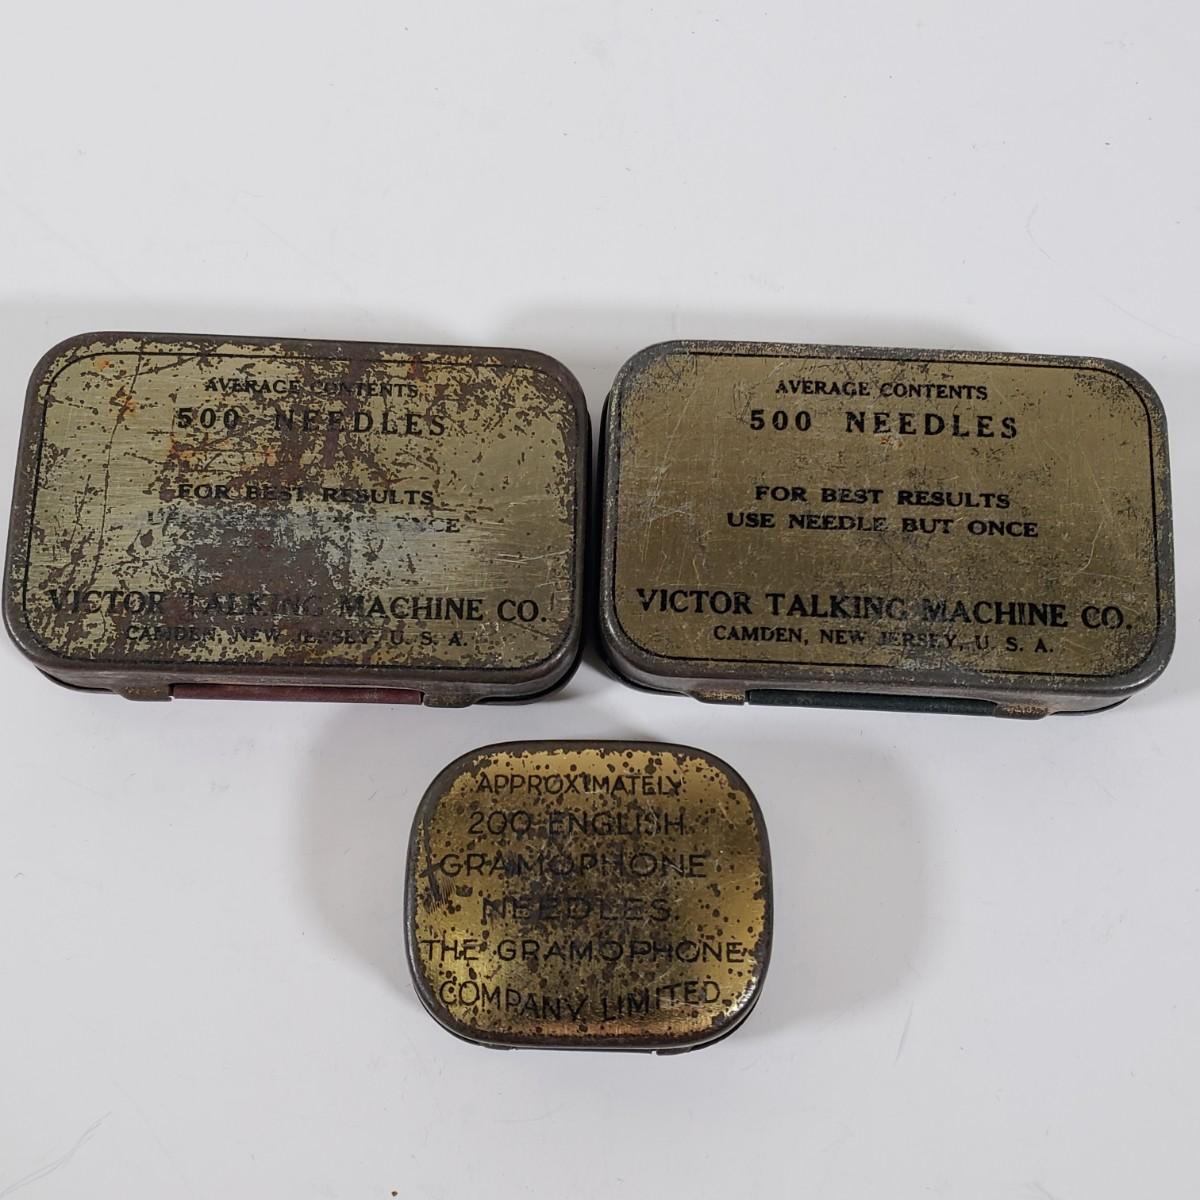 AVERAGE CONTENTS
500 NEEDLES
FOR BEST RESULTS
ONCE
VICTOR TALKING MACHINE CO.
CAMDEN, NEW JERSEY, U. S. A.
AVERAGE CONTENTS
500 NEEDLES
FOR BEST RESULTS
USE NEEDLE BUT ONCE
VICTOR TALKING MACHINE CO.
CAMDEN, NEW JERSEY, U. S. A.
APPROXIMATELY
200 ENGLISH
GRAMOPHONE
NEEDLES
THE GRAMOPHONE
COMPANY LIMITED